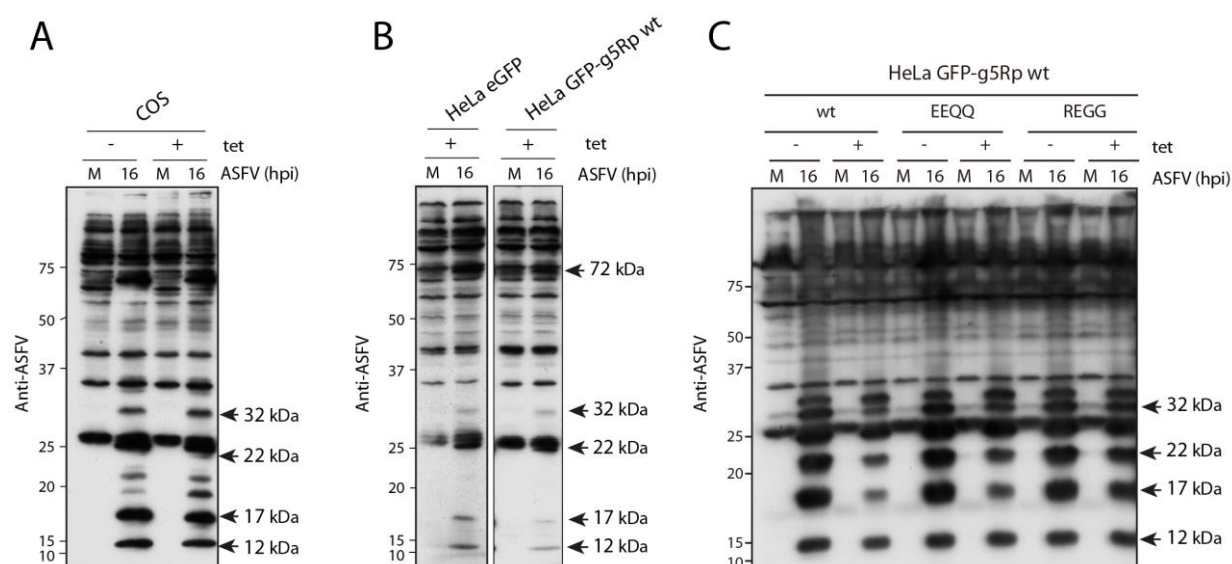 A
COS
- + tet
M 16 M 16 ASFV (hpi)
Anti-ASFV
75
50
37
25
20
15
10
32 kDa
22 kDa
17 kDa
12 kDa
B
HeLa eGFP
HeLa GFP-g5Rp wt
+ + tet
M 16 M 16 ASFV (hpi)
Anti-ASFV
75
50
37
25
20
15
10
72 kDa
32 kDa
22 kDa
17 kDa
12 kDa
C
HeLa GFP-g5Rp wt
wt EEQQ REGG
- + - + - + tet
M 16 M 16 M 16 M 16 M 16 M 16 ASFV (hpi)
Anti-ASFV
75
50
37
25
20
15
10
32 kDa
22 kDa
17 kDa
12 kDa